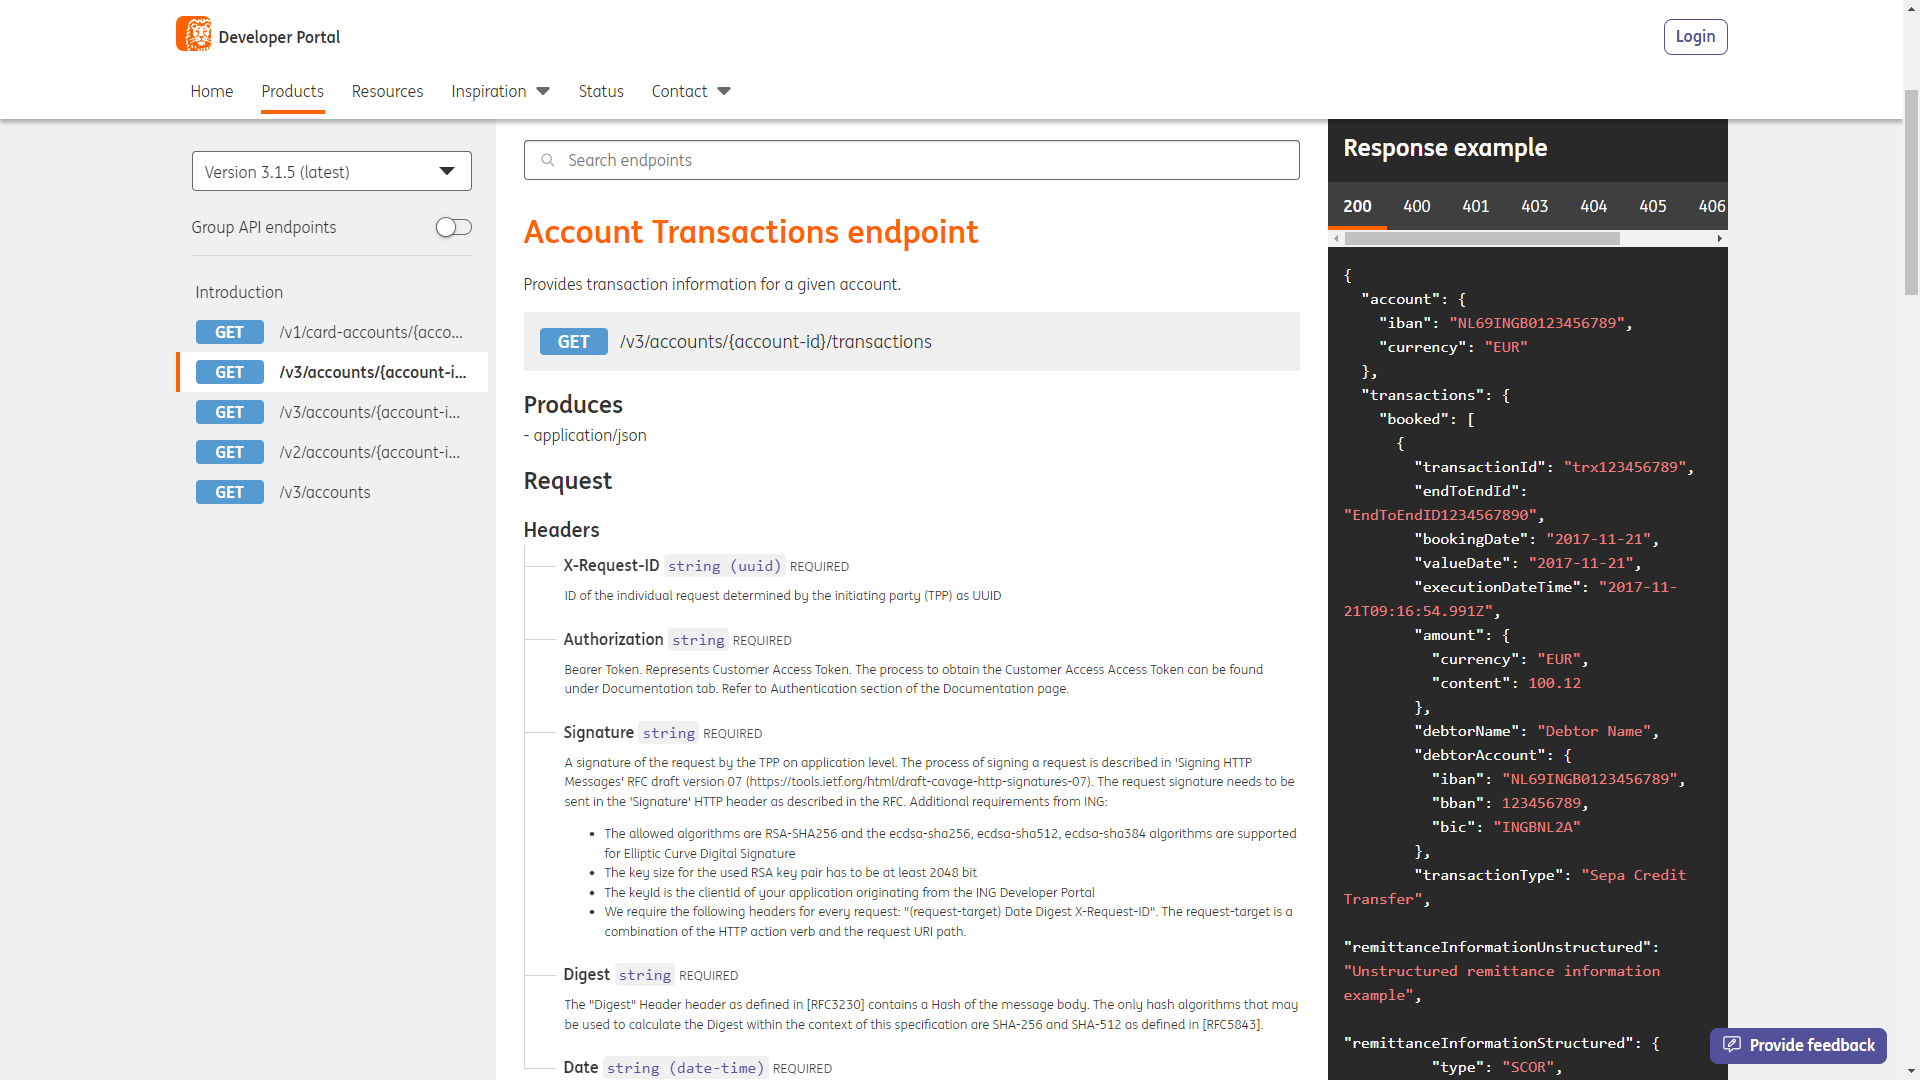 Developer Portal
Login
Home
Products
Resources
Inspiration
Status
Contact
Version 3.1.5 (latest)
Group API endpoints
Introduction
GET /v1/card-accounts/{acco...
GET /v3/accounts/{account-i...
GET /v3/accounts/{account-i...
GET /v2/accounts/{account-i...
GET /v3/accounts
Search endpoints
Account Transactions endpoint
Provides transaction information for a given account.
GET /v3/accounts/{account-id}/transactions
Produces
- application/json
Request
Headers
X-Request-ID string (uuid) REQUIRED
ID of the individual request determined by the initiating party (TPP) as UUID
Authorization string REQUIRED
Bearer Token. Represents Customer Access Token. The process to obtain the Customer Access Access Token can be found
under Documentation tab. Refer to Authentication section of the Documentation page.
Signature string REQUIRED
A signature of the request by the TPP on application level. The process of signing a request is described in 'Signing HTTP
Messages' RFC draft version 07 (https://tools.ietf.org/html/draft-cavage-http-signatures-07). The request signature needs to be
sent in the 'Signature' HTTP header as described in the RFC. Additional requirements from ING:
• The allowed algorithms are RSA-SHA256 and the ecdsa-sha256, ecdsa-sha512, ecdsa-sha384 algorithms are supported
for Elliptic Curve Digital Signature
• The key size for the used RSA key pair has to be at least 2048 bit
• The keyId is the clientId of your application originating from the ING Developer Portal
• We require the following headers for every request: "(request-target) Date Digest X-Request-ID". The request-target is a
combination of the HTTP action verb and the request URI path.
Digest string REQUIRED
The "Digest" Header header as defined in [RFC3230] contains a Hash of the message body. The only hash algorithms that may
be used to calculate the Digest within the context of this specification are SHA-256 and SHA-512 as defined in [RFC5843].
Date string (date-time) REQUIRED
Response example
200 400 401 403 404 405 406
{
"account": {
"iban": "NL69INGB0123456789",
"currency": "EUR"
},
"transactions": {
"booked": [
{
"transactionId": "trx123456789",
"endToEndId":
"EndToEndID1234567890",
"bookingDate": "2017-11-21",
"valueDate": "2017-11-21",
"executionDateTime": "2017-11-
21T09:16:54.991Z",
"amount": {
"currency": "EUR",
"content": 100.12
},
"debtorName": "Debtor Name",
"debtorAccount": {
"iban": "NL69INGB0123456789",
"bban": 123456789,
"bic": "INGBNL2A"
},
"transactionType": "Sepa Credit
Transfer",
"remittanceInformationUnstructured":
"Unstructured remittance information
example",
"remittanceInformationStructured": {
"type": "SCOR",
Provide feedback